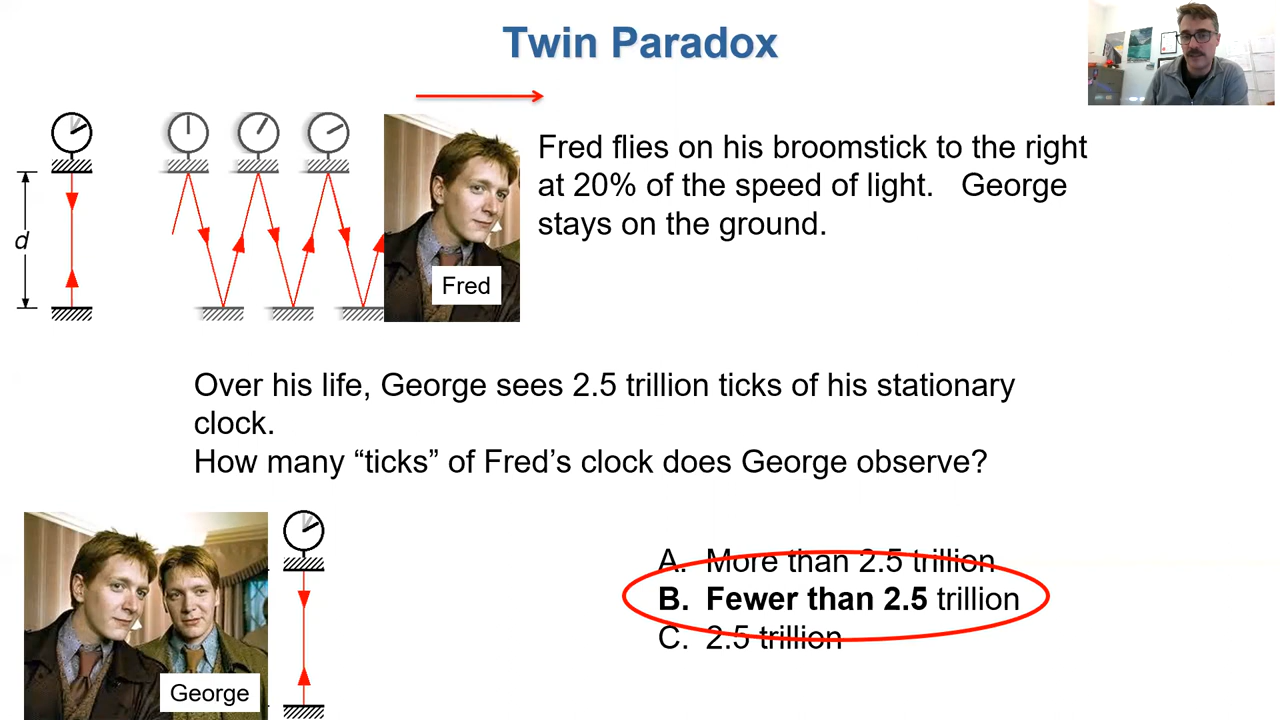 Twin Paradox
Fred flies on his broomstick to the right
at 20% of the speed of light. George
stays on the ground.
d
Fred
Over his life, George sees 2.5 trillion ticks of his stationary
clock.
How many “ticks” of Fred’s clock does George observe?
George
A. More than 2.5 trillion
B. Fewer than 2.5 trillion
C. 2.5 trillion